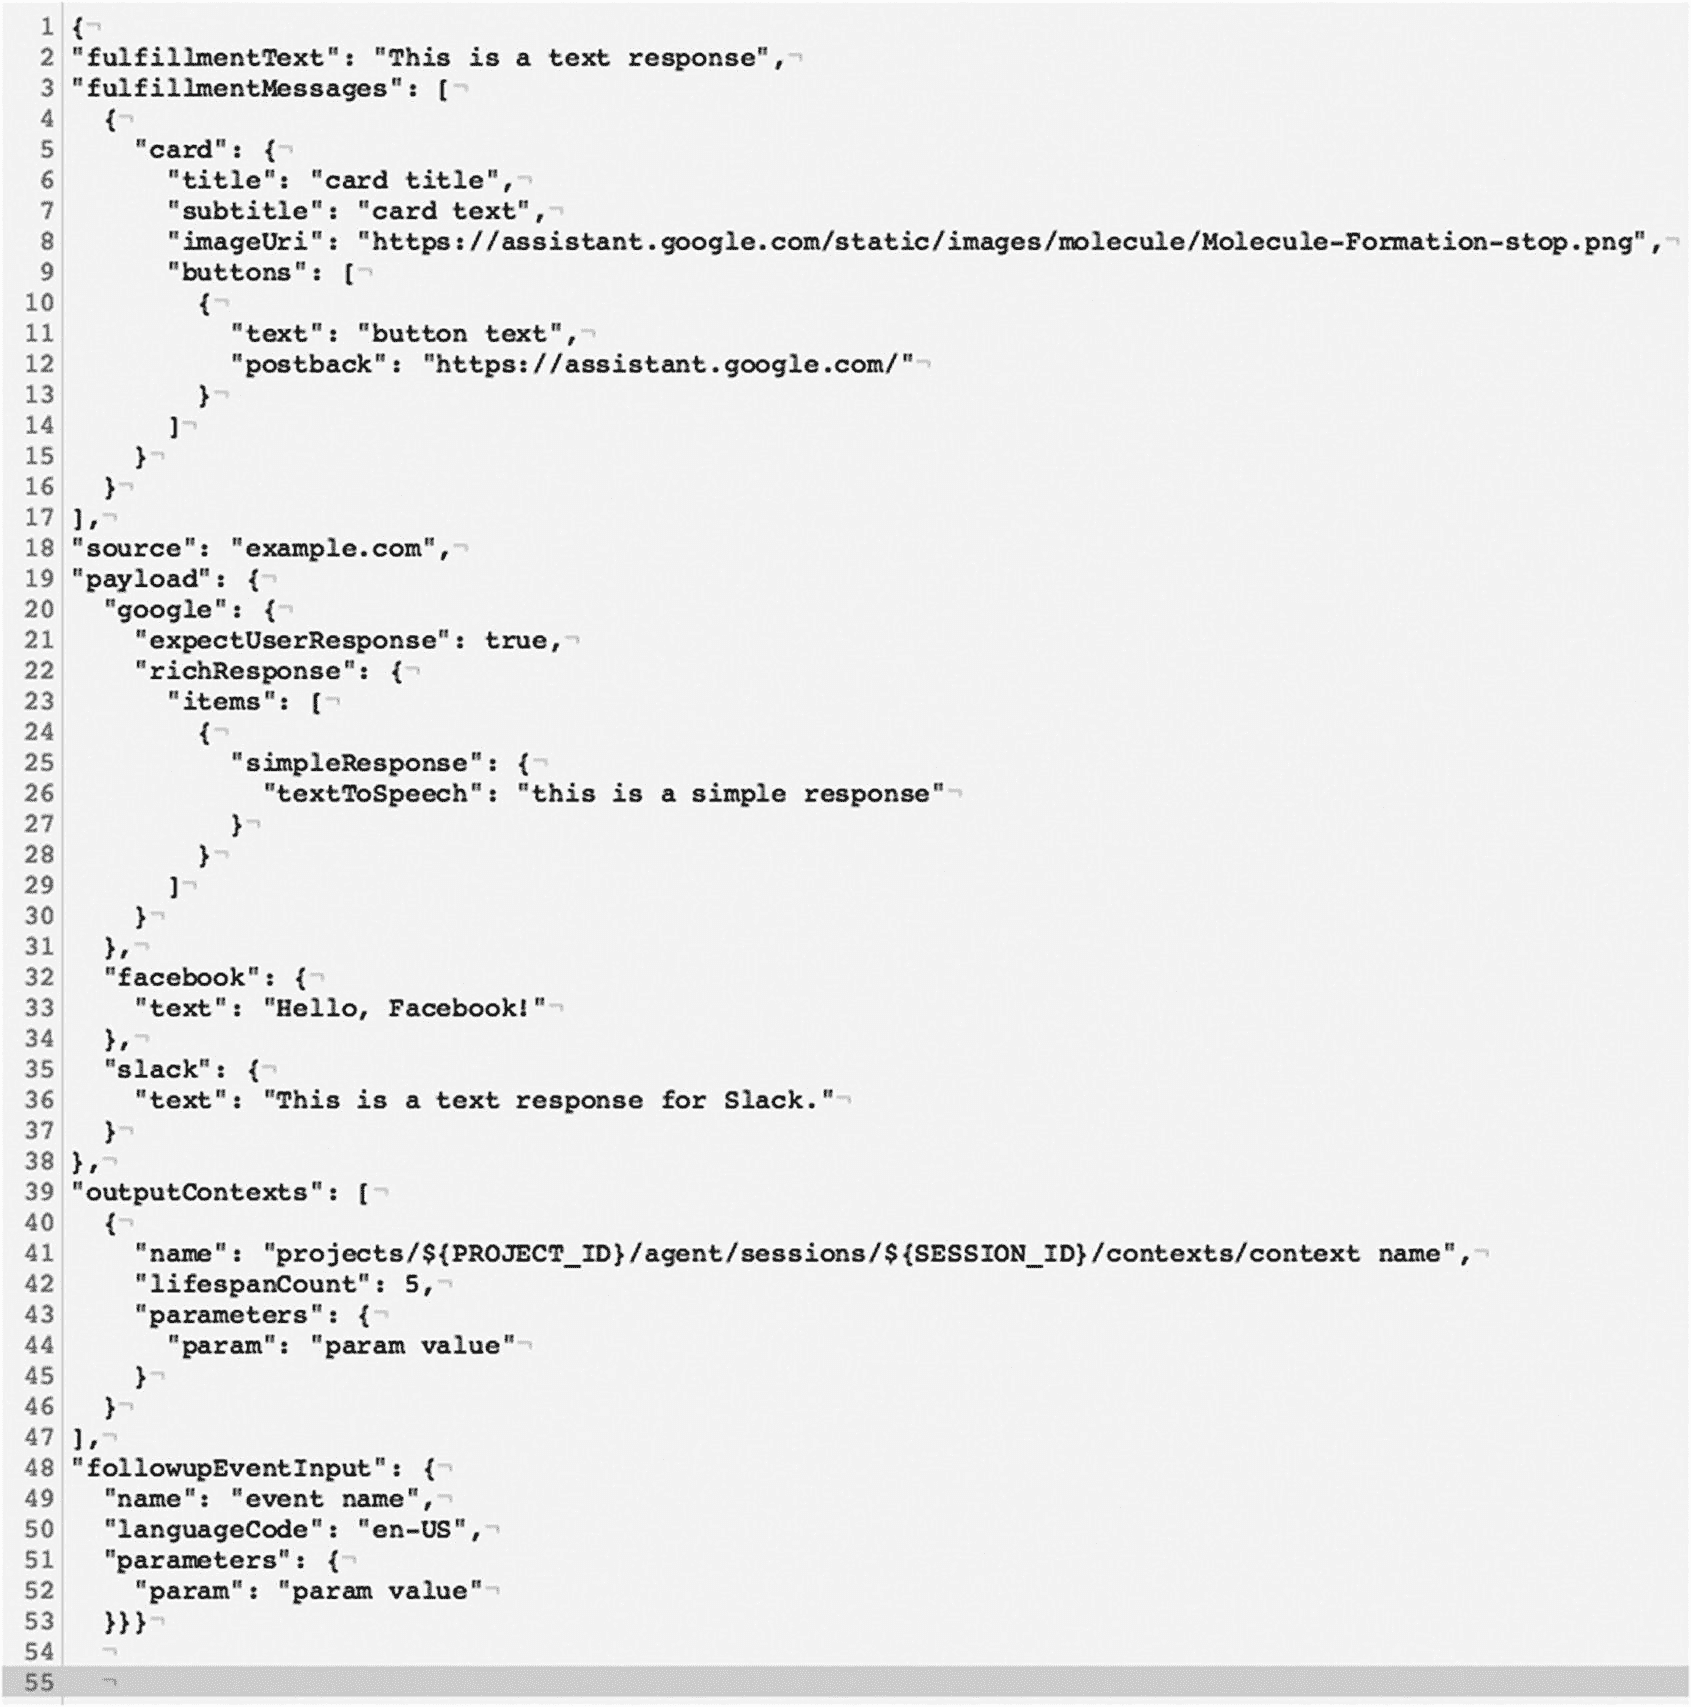 1 {¬
2 "fulfillmentText": "This is a text response",¬
3 "fulfillmentMessages": [¬
4   {¬
5     "card": {¬
6       "title": "card title",¬
7       "subtitle": "card text",¬
8       "imageUri": "https://assistant.google.com/static/images/molecule/Molecule-Formation-stop.png",¬
9       "buttons": [¬
10         {¬
11           "text": "button text",¬
12           "postback": "https://assistant.google.com/"¬
13         }¬
14       ]¬
15     }¬
16   }¬
17 ],¬
18 "source": "example.com",¬
19 "payload": {¬
20   "google": {¬
21     "expectUserResponse": true,¬
22     "richResponse": {¬
23       "items": [¬
24         {¬
25           "simpleResponse": {¬
26             "textToSpeech": "this is a simple response"¬
27           }¬
28         }¬
29       ]¬
30     }¬
31   },¬
32   "facebook": {¬
33     "text": "Hello, Facebook!"¬
34   },¬
35   "slack": {¬
36     "text": "This is a text response for Slack."¬
37   }¬
38 },¬
39 "outputContexts": [¬
40   {¬
41     "name": "projects/${PROJECT_ID}/agent/sessions/${SESSION_ID}/contexts/context name",¬
42     "lifespanCount": 5,¬
43     "parameters": {¬
44       "param": "param value"¬
45     }¬
46   }¬
47 ],¬
48 "followupEventInput": {¬
49   "name": "event name",¬
50   "languageCode": "en-US",¬
51   "parameters": {¬
52     "param": "param value"¬
53   }}}¬
54   ¬
55   ¬